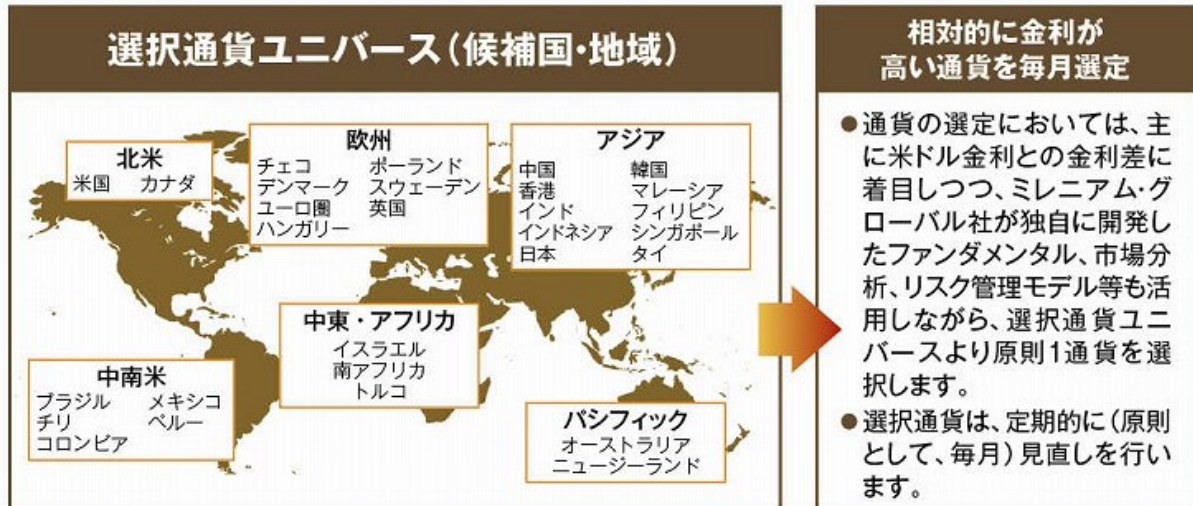 選択通貨ユニバース(候補国・地域)
北米
米国 カナダ
欧州
チェコ ポーランド
デンマーク スウェーデン
ユーロ圏 英国
ハンガリー
アジア
中国 韓国
香港 マレーシア
インド フィリピン
インドネシア シンガポール
日本 タイ
中東・アフリカ
イスラエル
南アフリカ
トルコ
中南米
ブラジル メキシコ
チリ ペルー
コロンビア
パシフィック
オーストラリア
ニュージーランド
相対的に金利が
高い通貨を毎月選定
●通貨の選定においては、主
に米ドル金利との金利差に
着目しつつ、ミレニアム・グ
ローバル社が独自に開発し
たファンダメンタル、市場分
析、リスク管理モデル等も活
用しながら、選択通貨ユニ
バースより原則1通貨を選
択します。
●選択通貨は、定期的に(原則
として、毎月)見直しを行い
ます。